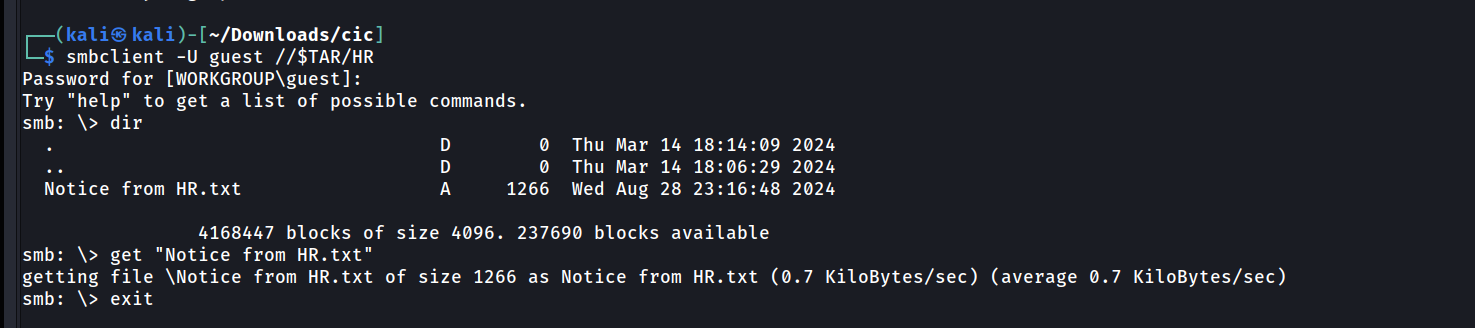 (kali㉿kali)-[~/Downloads/cic]
$ smbclient -U guest //$TAR/HR
Password for [WORKGROUP\guest]:
Try "help" to get a list of possible commands.
smb: \> dir
. D 0 Thu Mar 14 18:14:09 2024
.. D 0 Thu Mar 14 18:06:29 2024
Notice from HR.txt A 1266 Wed Aug 28 23:16:48 2024
4168447 blocks of size 4096. 237690 blocks available
smb: \> get "Notice from HR.txt"
getting file \Notice from HR.txt of size 1266 as Notice from HR.txt (0.7 KiloBytes/sec) (average 0.7 KiloBytes/sec)
smb: \> exit